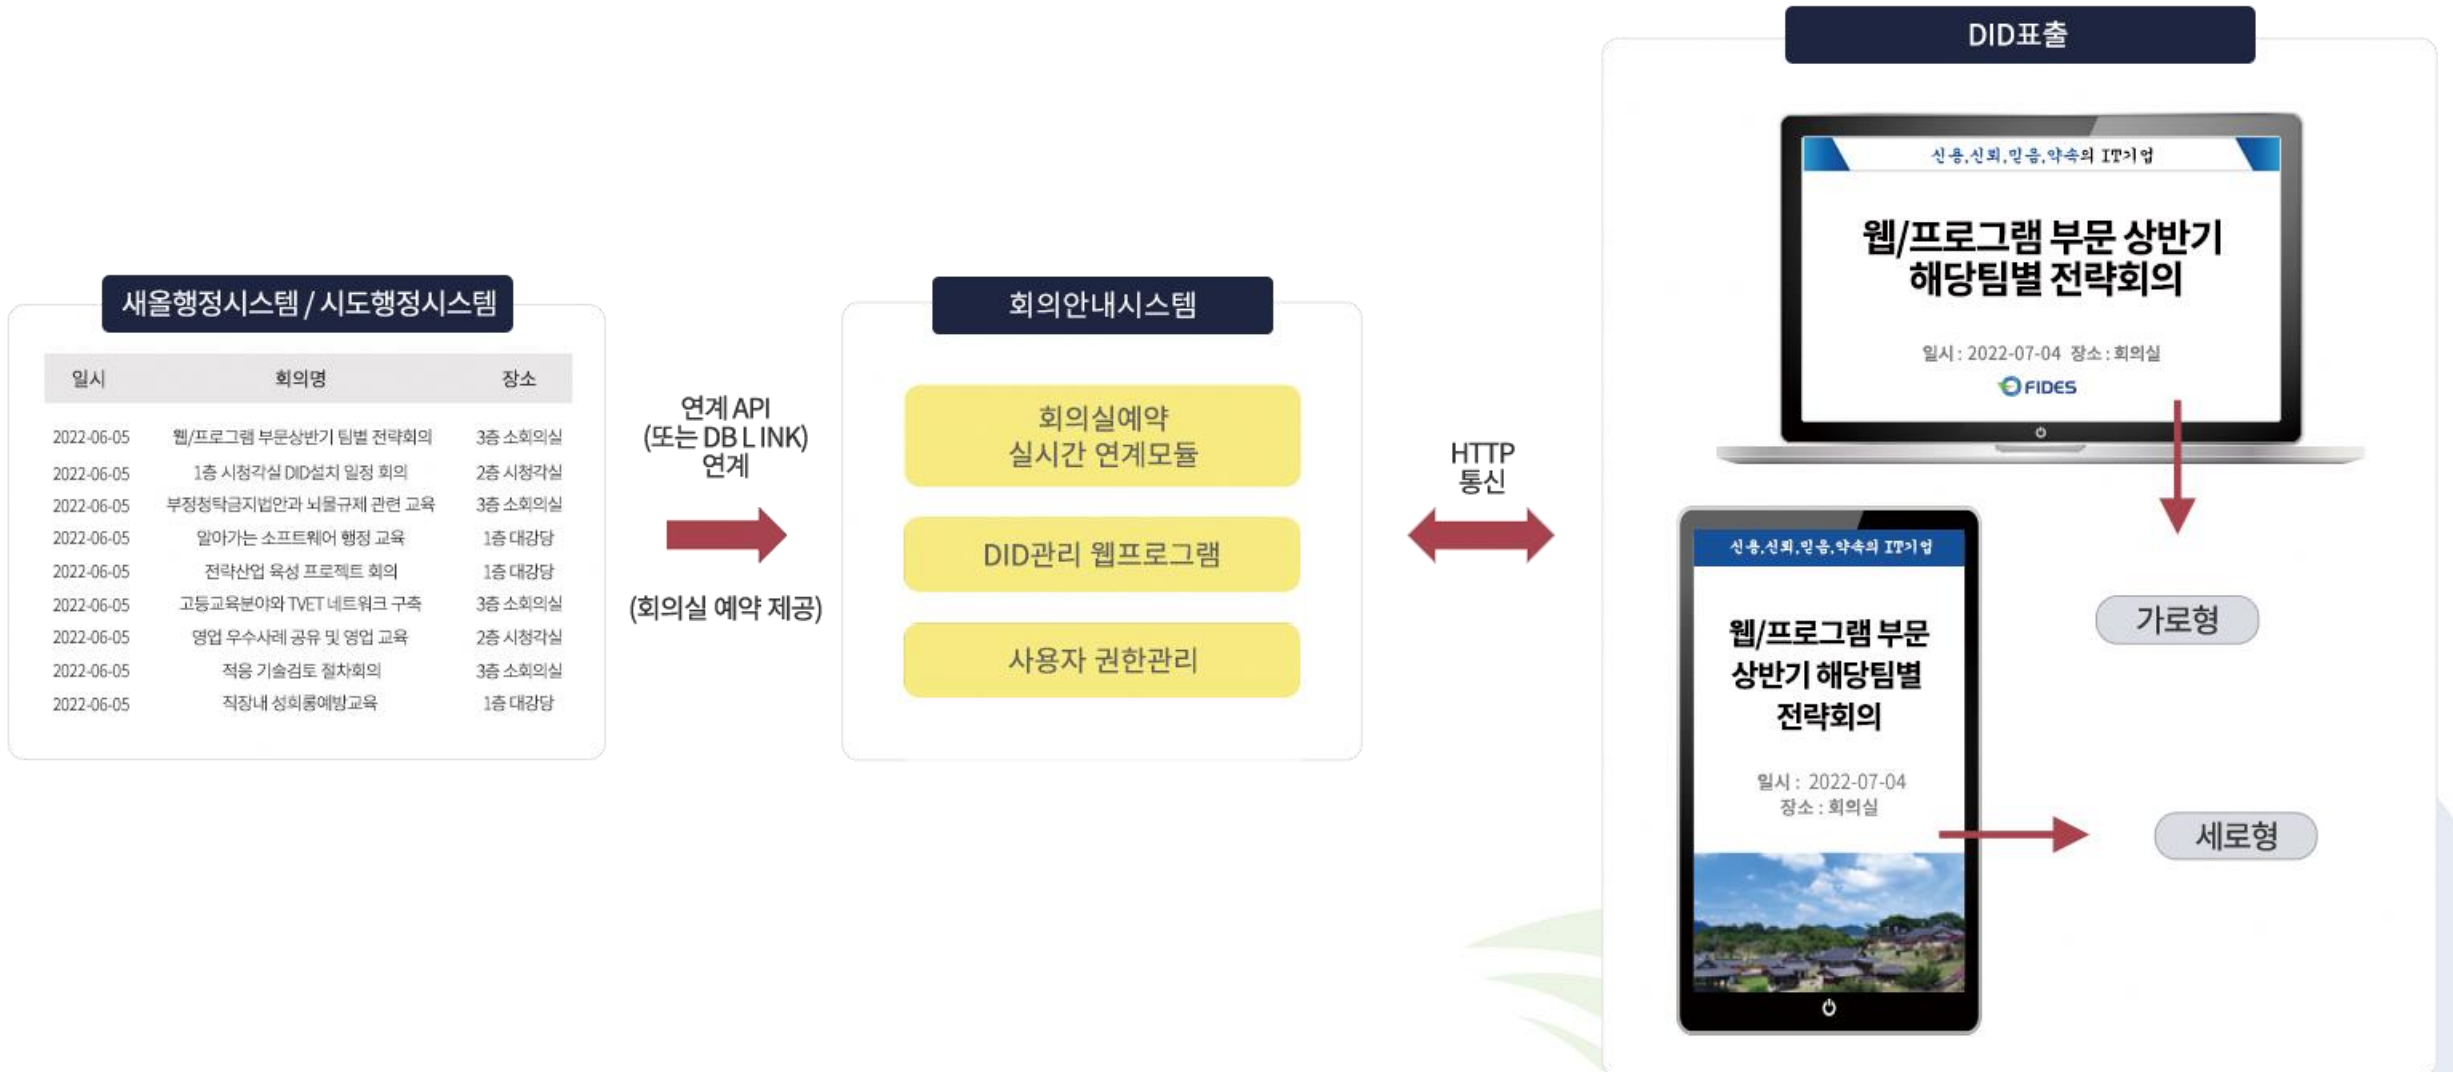 새올행정시스템 / 시도행정시스템
일시 회의명 장소
2022-06-05 웹/프로그램 부문상반기 팀별 전략회의 3층 소회의실
2022-06-05 1층 시청각실 DID설치 일정 회의 2층 시청각실
2022-06-05 부정청탁금지법안과 뇌물규제 관련 교육 3층 소회의실
2022-06-05 알아가는 소프트웨어 행정 교육 1층 대강당
2022-06-05 전략산업 육성 프로젝트 회의 1층 대강당
2022-06-05 고등교육분야와 TVET 네트워크 구축 3층 소회의실
2022-06-05 영업 우수사례 공유 및 영업 교육 2층 시청각실
2022-06-05 적응 기술검토 절차회의 3층 소회의실
2022-06-05 직장내 성희롱예방교육 1층 대강당
연계 API
(또는 DB L INK)
연계
(회의실 예약 제공)
회의안내시스템
회의실예약
실시간 연계모듈
DID관리 웹프로그램
사용자 권한관리
HTTP
통신
DID표출
신용,신뢰,믿음,약속의 IT기업
웹/프로그램 부문 상반기
해당팀별 전략회의
일시 : 2022-07-04 장소 : 회의실
FIDES
가로형
신용,신뢰,믿음,약속의 IT기업
웹/프로그램 부문
상반기 해당팀별
전략회의
일시 : 2022-07-04
장소 : 회의실
세로형